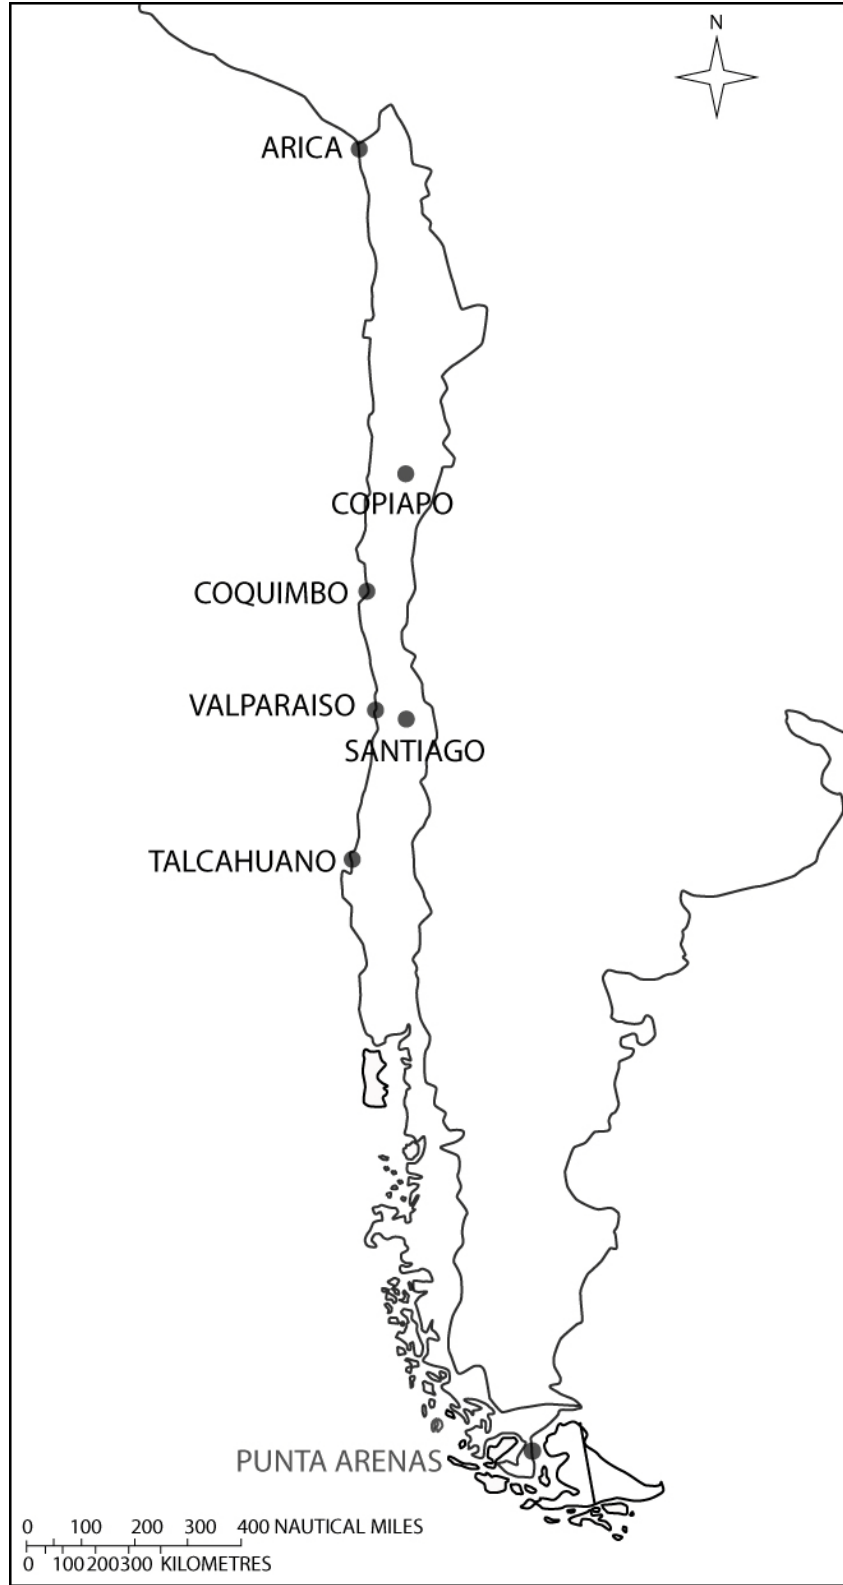 N
ARICA
COPIAPO
COQUIMBO
VALPARAISO
SANTIAGO
TALCAHUANO
PUNTA ARENAS
0 100 200 300 400 NAUTICAL MILES
0 100 200 300 KILOMETRES